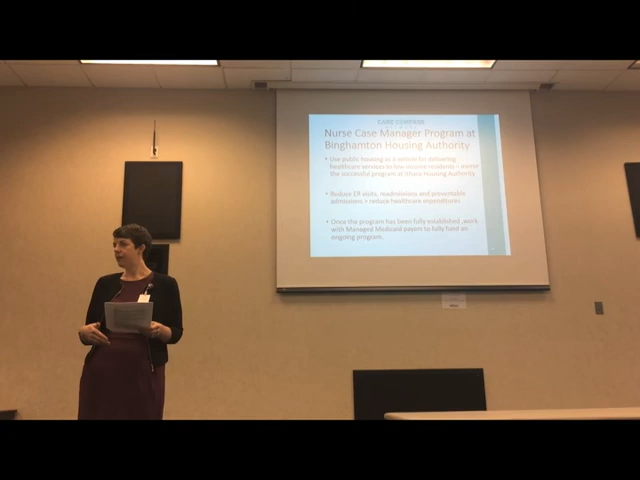 CARE COMPASS
Nurse Case Manager Program at
Binghamton Housing Authority
• Use public housing as a vehicle for delivering
healthcare services to low income residents –
the successful program at Ithaca Housing Authority
• Reduce ER visits, readmissions and preventable
admissions = reduce healthcare expenditures
• Once the program has been fully established ,work
with Managed Medicaid payers to fully fund an
ongoing program.